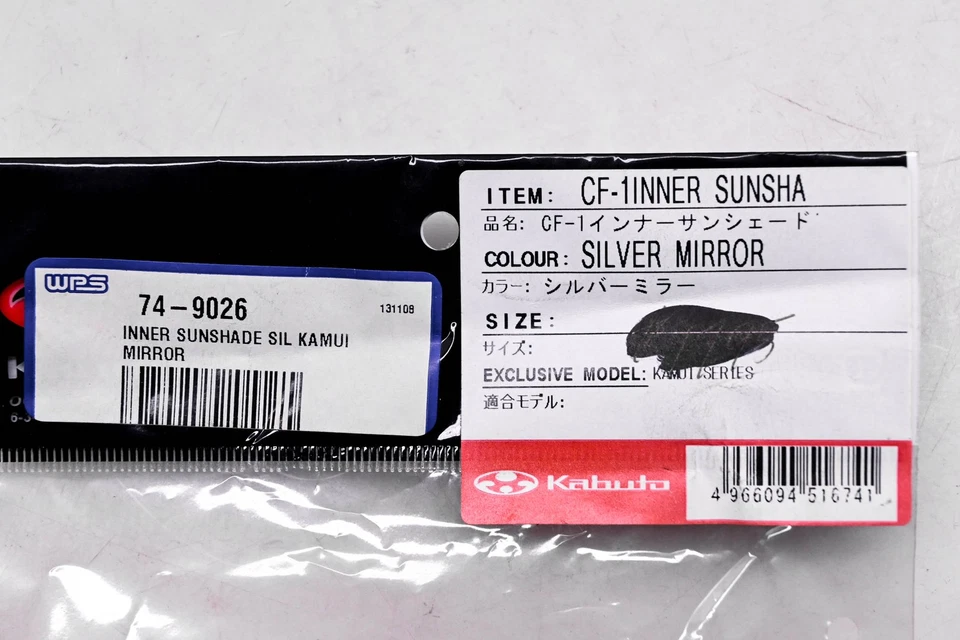 WPS
74-9026
131108
INNER SUNSHADE SIL KAMUI
MIRROR
ITEM: CF-1INNER SUNSHA
品名: CF-1インナーサンシェード
COLOUR: SILVER MIRROR
カラー: シルバーミラー
SIZE:
サイズ:
EXCLUSIVE MODEL: KAMUI/SERIES
適合モデル:
Kabuto
4 966094 516741